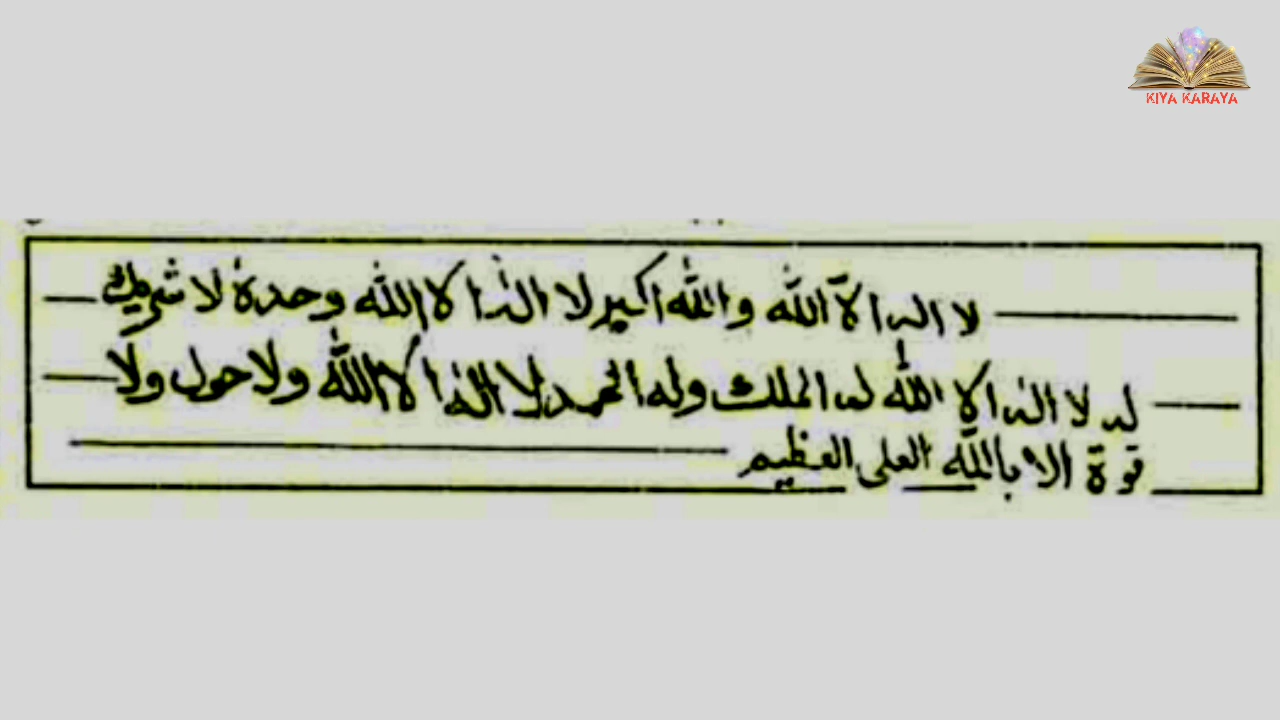 KIYA KARAYA
لا اله الا الله والله اكبر لا اله الا الله وحدهٗ لا شريك
له لا اله الا الله له الملك وله الحمد لا اله الا الله ولا حول ولا
قوة الا بالله العلى العظيم